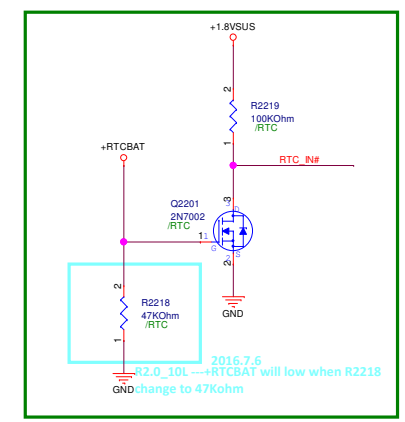 +1.8VSUS
2
R2219
100KOhm
/RTC
1
+RTCBAT
RTC_IN#
Q2201
2N7002
/RTC
3
D
1 1
G
S
2
2
R2218
47KOhm
/RTC
1
GND
2016.7.6
R2.0_10L ---+RTCBAT will low when R2218
GND change to 47Kohm